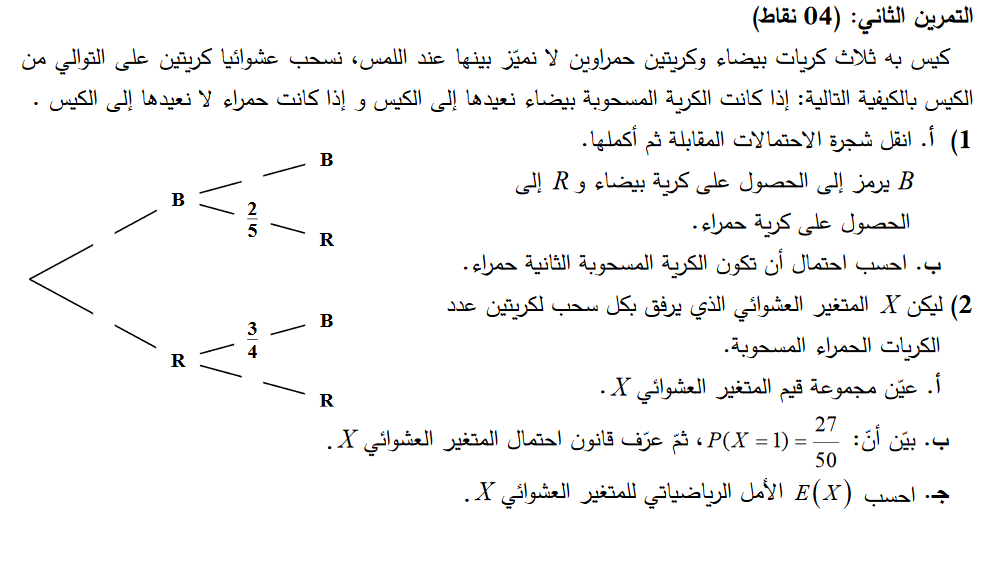 التمرين الثاني: (04 نقاط)
كيس به ثلاث كريات بيضاء وكريتين حمراوين لا نميّز بينها عند اللمس، نسحب عشوائيا كريتين على التوالي من
الكيس بالكيفية التالية: إذا كانت الكرية المسحوبة بيضاء نعيدها إلى الكيس و إذا كانت حمراء لا نعيدها إلى الكيس .
1) أ. انقل شجرة الاحتمالات المقابلة ثم أكملها.
B يرمز إلى الحصول على كرية بيضاء و R إلى
الحصول على كرية حمراء.
ب. احسب احتمال أن تكون الكرية المسحوبة الثانية حمراء.
2) ليكن X المتغير العشوائي الذي يرفق بكل سحب لكريتين عدد
الكريات الحمراء المسحوبة.
أ. عيّن مجموعة قيم المتغير العشوائي X .
ب. بيّن أنّ: P(X = 1) = 27/50 ، ثمّ عرّف قانون احتمال المتغير العشوائي X .
جـ. احسب E(X) الأمل الرياضياتي للمتغير العشوائي X .
B
B
2/5
R
R
3/4
B
R